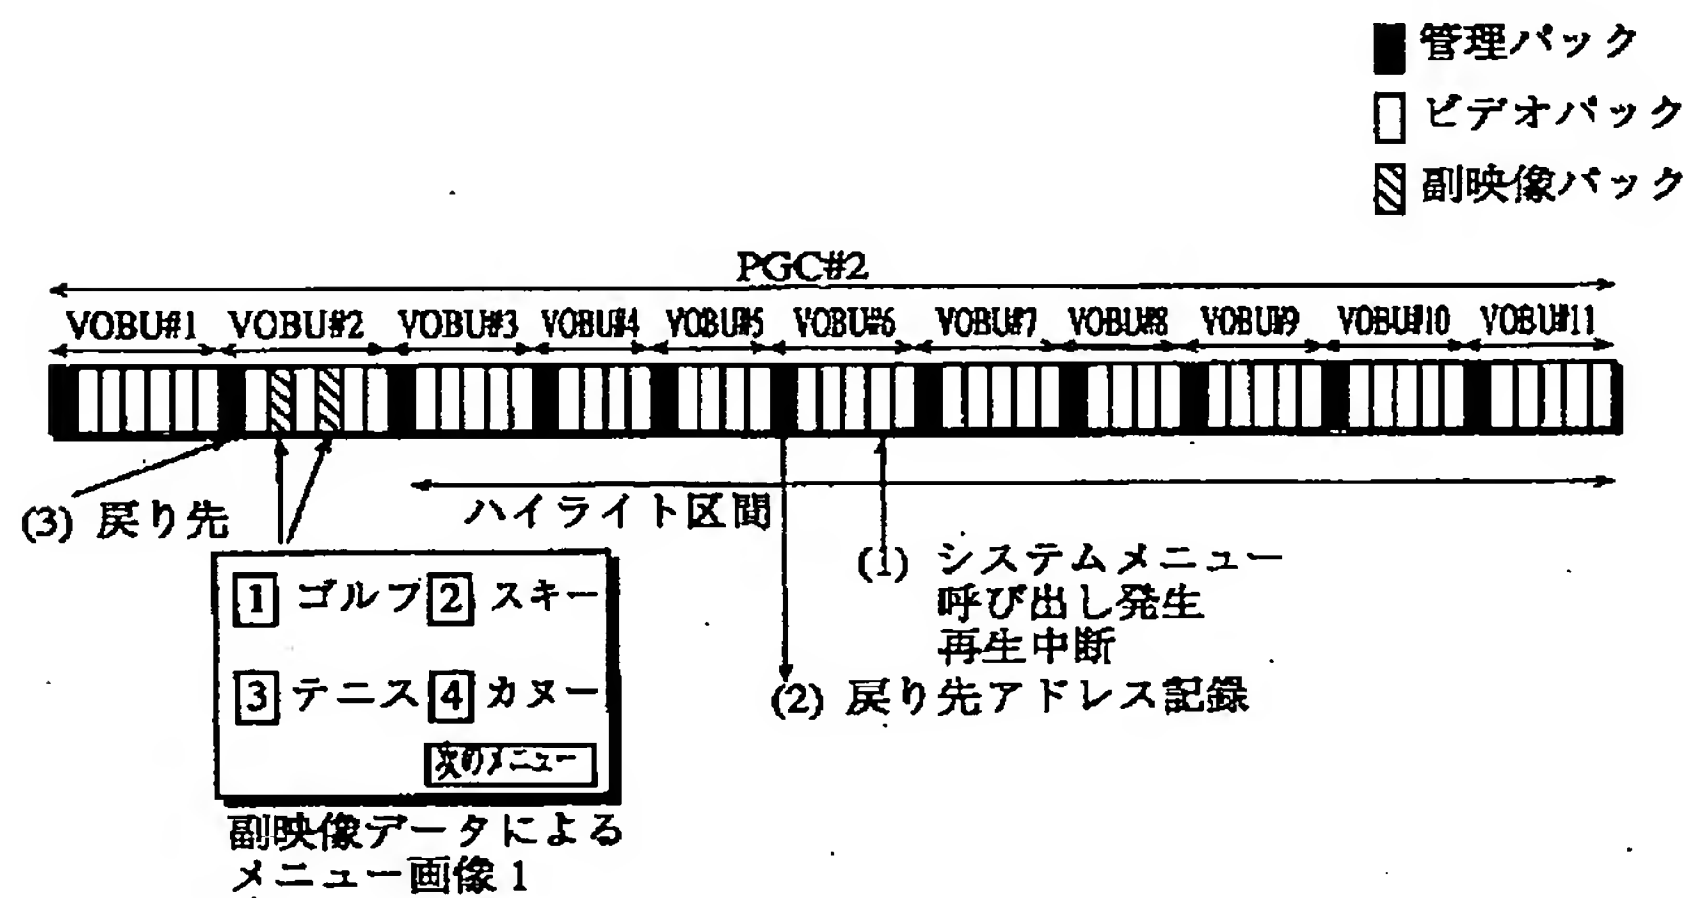 管理パック
ビデオパック
副映像パック
PGC#2
VOBU#1 VOBU#2 VOBU#3 VOBU#4 VOBU#5 VOBU#6 VOBU#7 VOBU#8 VOBU#9 VOBU#10 VOBU#11
(3) 戻り先
ハイライト区間
(1) システムメニュー
呼び出し発生
再生中断
(2) 戻り先アドレス記録
1 ゴルフ 2 スキー
3 テニス 4 カヌー
次のメニュー
副映像データによる
メニュー画像1